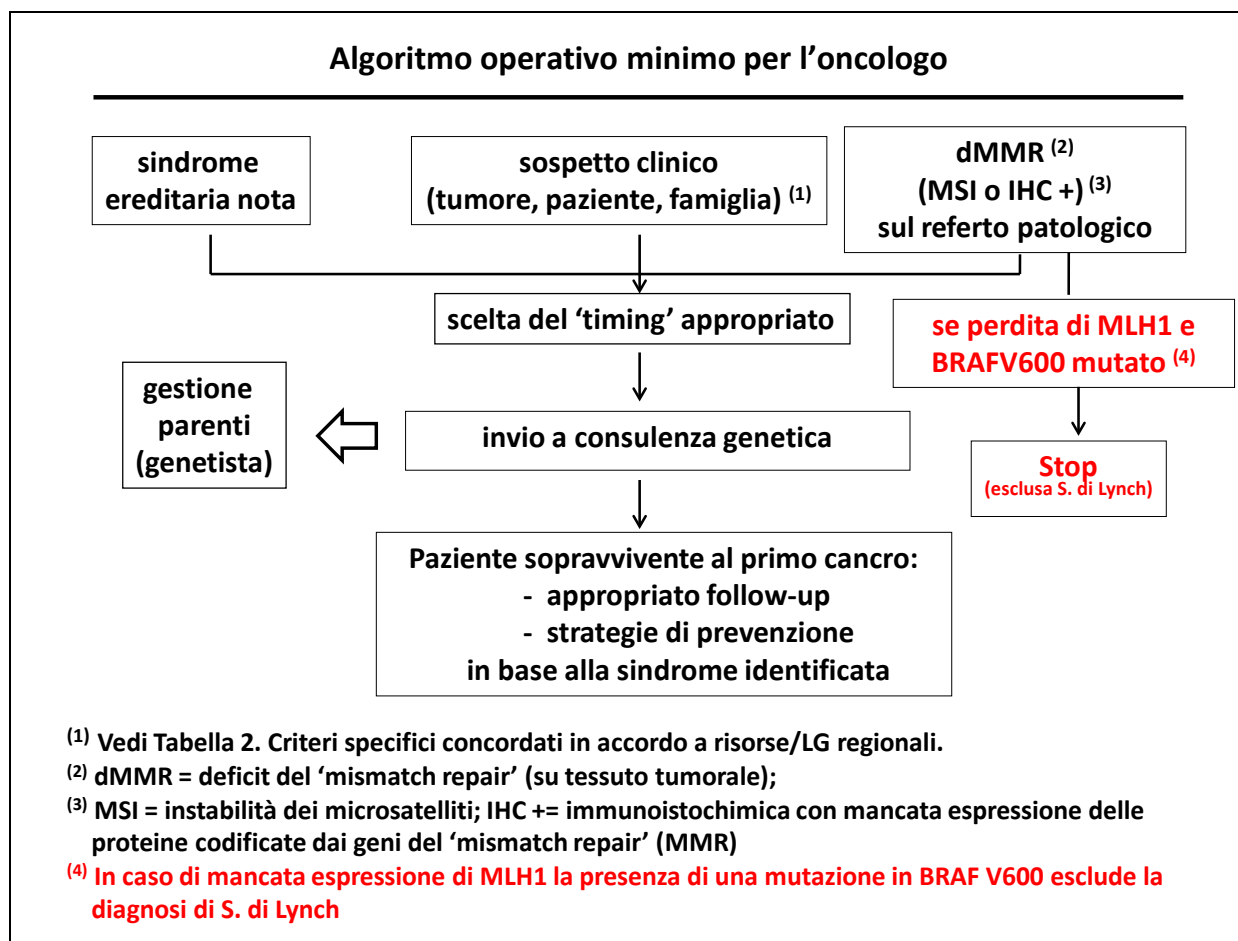 Algoritmo operativo minimo per l’oncologo
sindrome
ereditaria nota
sospetto clinico
(tumore, paziente, famiglia) (1)
dMMR (2)
(MSI o IHC +) (3)
sul referto patologico
scelta del ‘timing’ appropriato
se perdita di MLH1 e
BRAFV600 mutato (4)
gestione
parenti
(genetista)
invio a consulenza genetica
Stop
(esclusa S. di Lynch)
Paziente sopravvivente al primo cancro:
- appropriato follow-up
- strategie di prevenzione
in base alla sindrome identificata
(1) Vedi Tabella 2. Criteri specifici concordati in accordo a risorse/LG regionali.
(2) dMMR = deficit del ‘mismatch repair’ (su tessuto tumorale);
(3) MSI = instabilità dei microsatelliti; IHC += immunoistochimica con mancata espressione delle
proteine codificate dai geni del ‘mismatch repair’ (MMR)
(4) In caso di mancata espressione di MLH1 la presenza di una mutazione in BRAF V600 esclude la
diagnosi di S. di Lynch